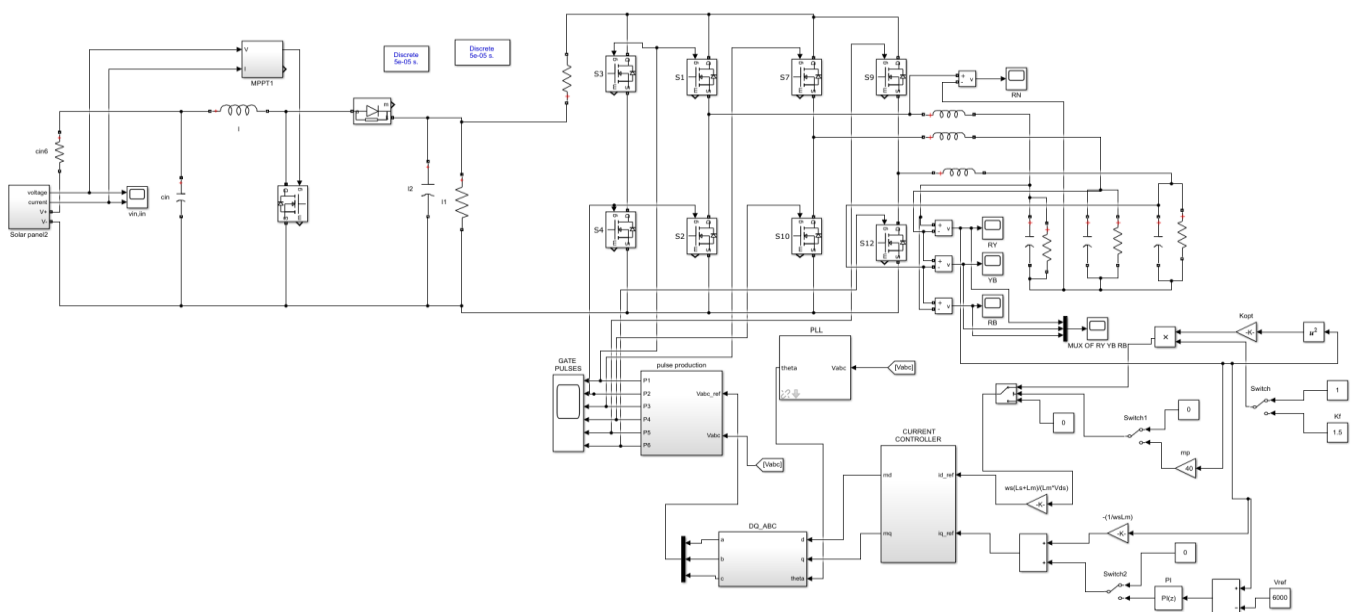 V
I
MPPT1
Discrete
5e-05 s.
Discrete
5e-05 s.
S3
S1
S7
S9
+
-
v
RN
cin6
l
cin
l2
l1
voltage
current
V+
V-
Solar panel2
vin,iin
S4
S2
S10
S12
+
-
v
RY
+
-
v
YB
+
-
v
RB
MUX OF RY YB RB
PLL
theta
Vabc
[Vabc]
GATE
PULSES
pulse production
P1
P2
P3
P4
P5
P6
Vabc_ref
Vabc
[Vabc]
Kopt
-K-
×
Switch
1
Kf
1.5
0
Switch1
0
mp
40
CURRENT
CONTROLLER
md
mq
id_ref
iq_ref
ws(Ls+Lm)/(Lm*Vds)
-K-
-(1/wsLm)
-K-
DQ_ABC
a
b
c
d
q
theta
Switch2
0
PI
PI(z)
Vref
6000